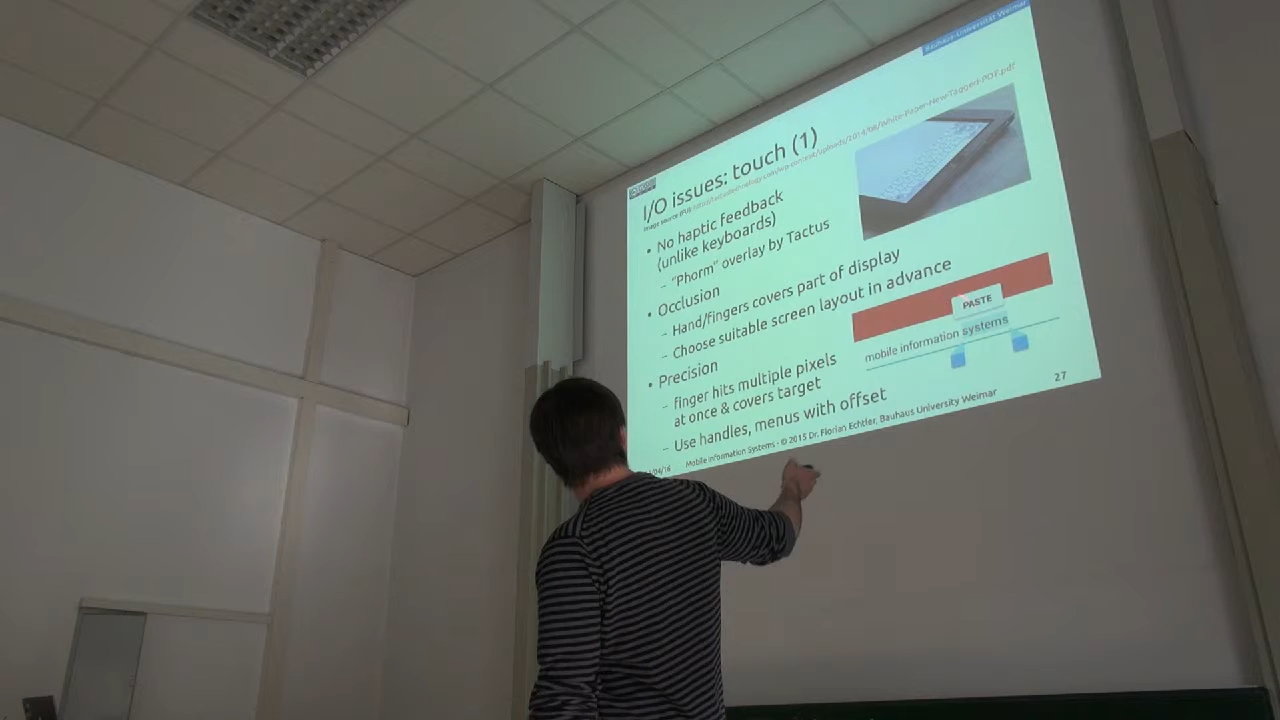 Bauhaus-Universität Weimar
I/O issues: touch (1)
• No haptic feedback
(unlike keyboards)
– "Phorm" overlay by Tactus
• Occlusion
– Hand/fingers covers part of display
– Choose suitable screen layout in advance
• Precision
– finger hits multiple pixels
at once & covers target
– Use handles, menus with offset
PASTE
mobile information systems
Mobile Information Systems - © 2015 Dr. Florian Echtler, Bauhaus University Weimar
27